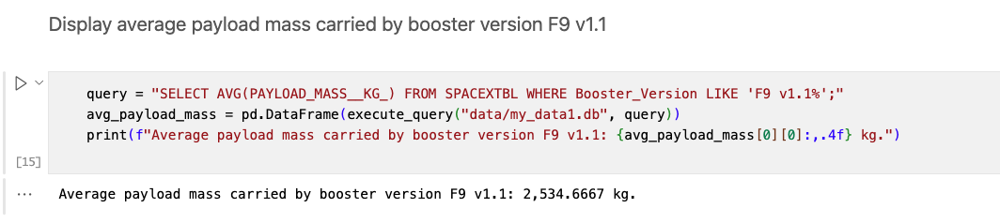 Display average payload mass carried by booster version F9 v1.1
query = "SELECT AVG(PAYLOAD_MASS__KG_) FROM SPACEXTBL WHERE Booster_Version LIKE 'F9 v1.1%';"
avg_payload_mass = pd.DataFrame(execute_query("data/my_data1.db", query))
print(f"Average payload mass carried by booster version F9 v1.1: {avg_payload_mass[0][0]:,.4f} kg.")
[15]
... Average payload mass carried by booster version F9 v1.1: 2,534.6667 kg.